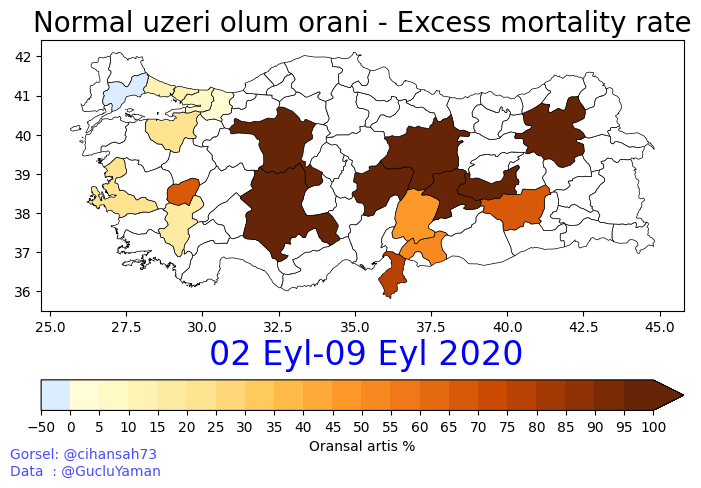 Normal uzeri olum orani - Excess mortality rate
42
41
40
39
38
37
36
25.0 27.5 30.0 32.5 35.0 37.5 40.0 42.5 45.0
02 Eyl-09 Eyl 2020
−50 0 5 10 15 20 25 30 35 40 45 50 55 60 65 70 75 80 85 90 95 100
Oransal artis %
Gorsel: @cihansah73
Data : @GucluYaman